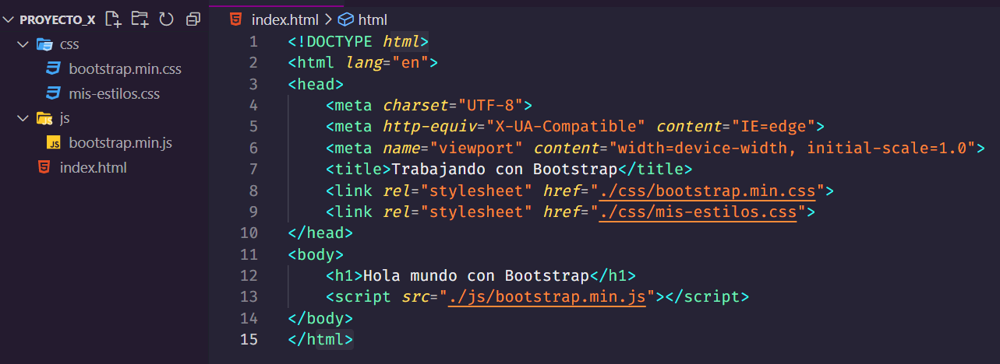 PROYECTO_X
css
bootstrap.min.css
mis-estilos.css
js
JS bootstrap.min.js
index.html
index.html > html
1 <!DOCTYPE html>
2 <html lang="en">
3 <head>
4 <meta charset="UTF-8">
5 <meta http-equiv="X-UA-Compatible" content="IE=edge">
6 <meta name="viewport" content="width=device-width, initial-scale=1.0">
7 <title>Trabajando con Bootstrap</title>
8 <link rel="stylesheet" href="./css/bootstrap.min.css">
9 <link rel="stylesheet" href="./css/mis-estilos.css">
10 </head>
11 <body>
12 <h1>Hola mundo con Bootstrap</h1>
13 <script src="./js/bootstrap.min.js"></script>
14 </body>
15 </html>